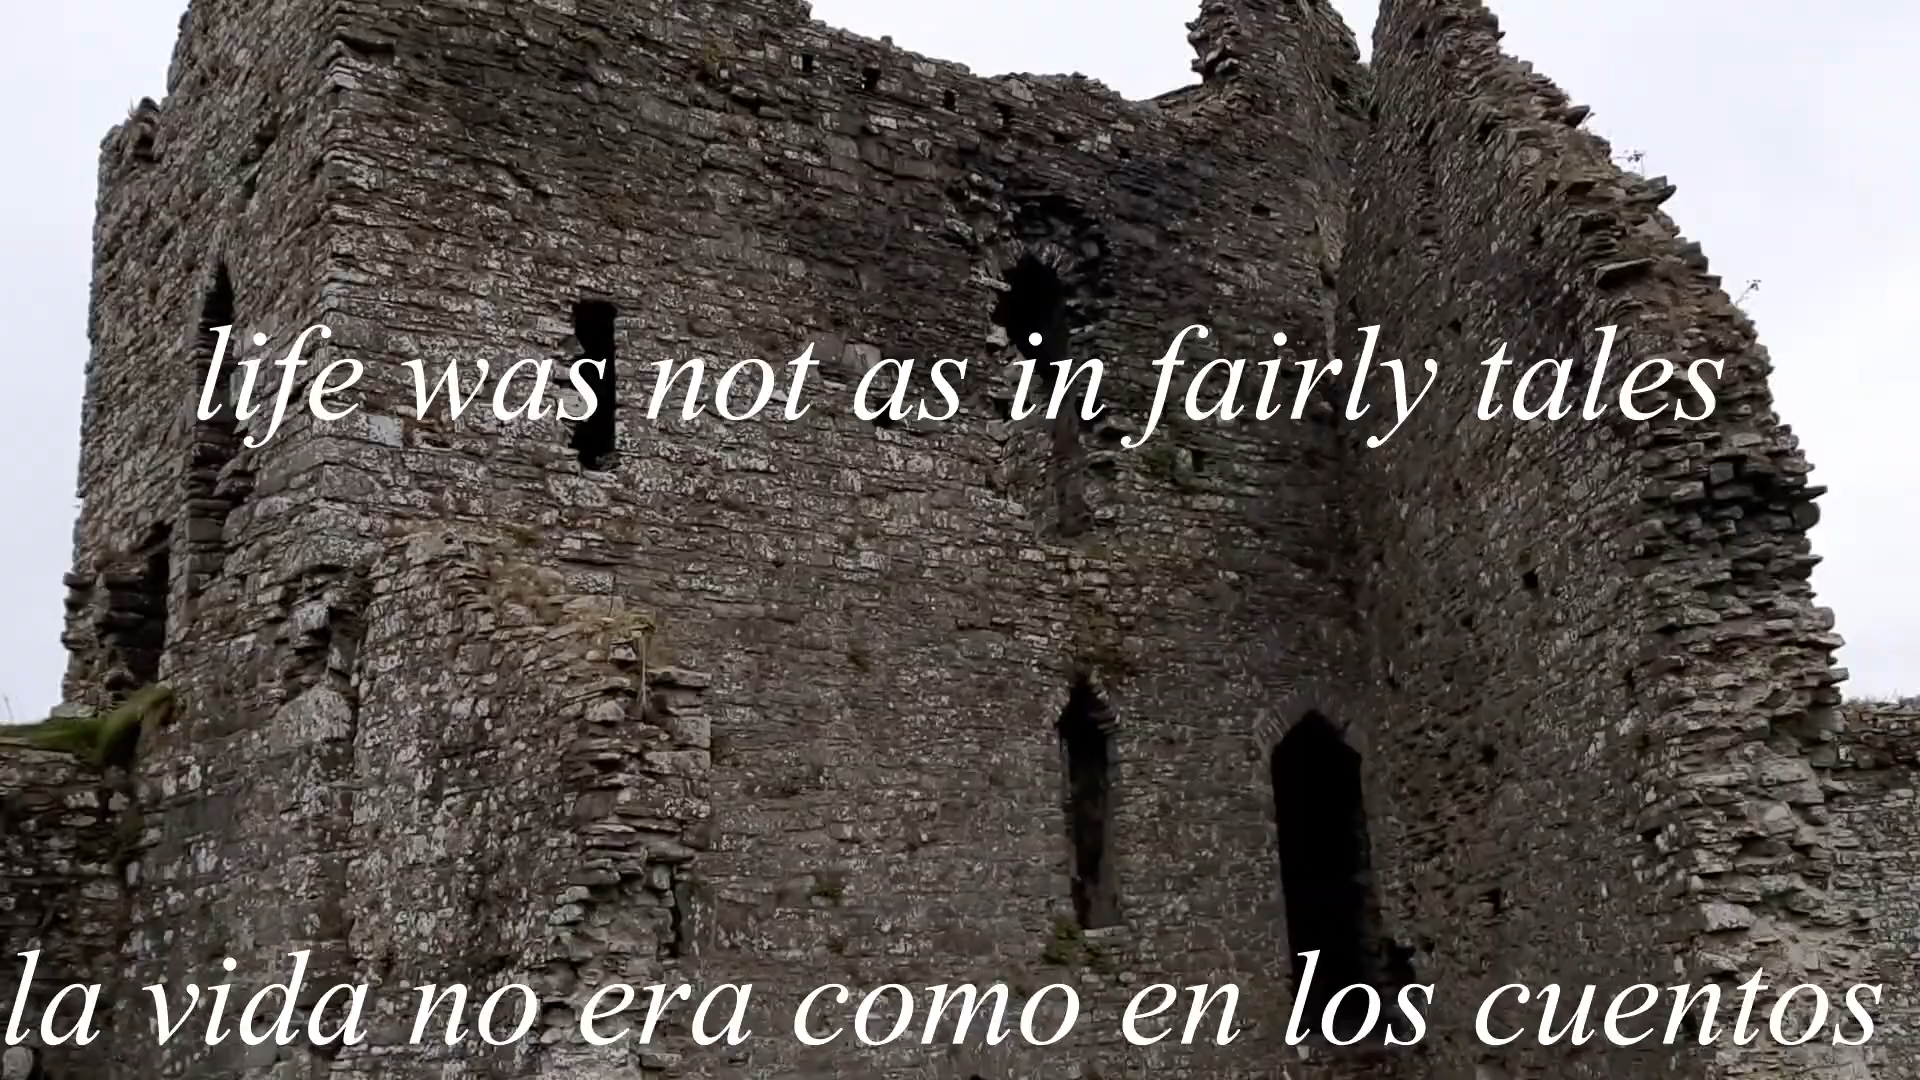 life was not as in fairly tales
la vida no era como en los cuentos